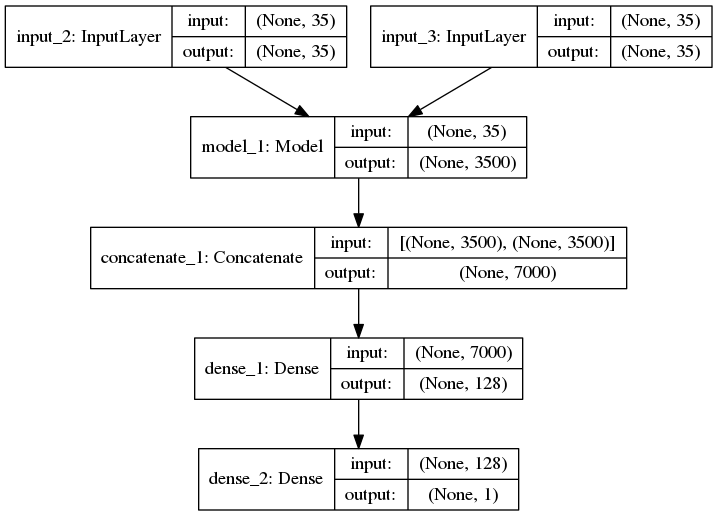 input_2: InputLayer input: (None, 35) output: (None, 35)
input_3: InputLayer input: (None, 35) output: (None, 35)
model_1: Model input: (None, 35) output: (None, 3500)
concatenate_1: Concatenate input: [(None, 3500), (None, 3500)] output: (None, 7000)
dense_1: Dense input: (None, 7000) output: (None, 128)
dense_2: Dense input: (None, 128) output: (None, 1)